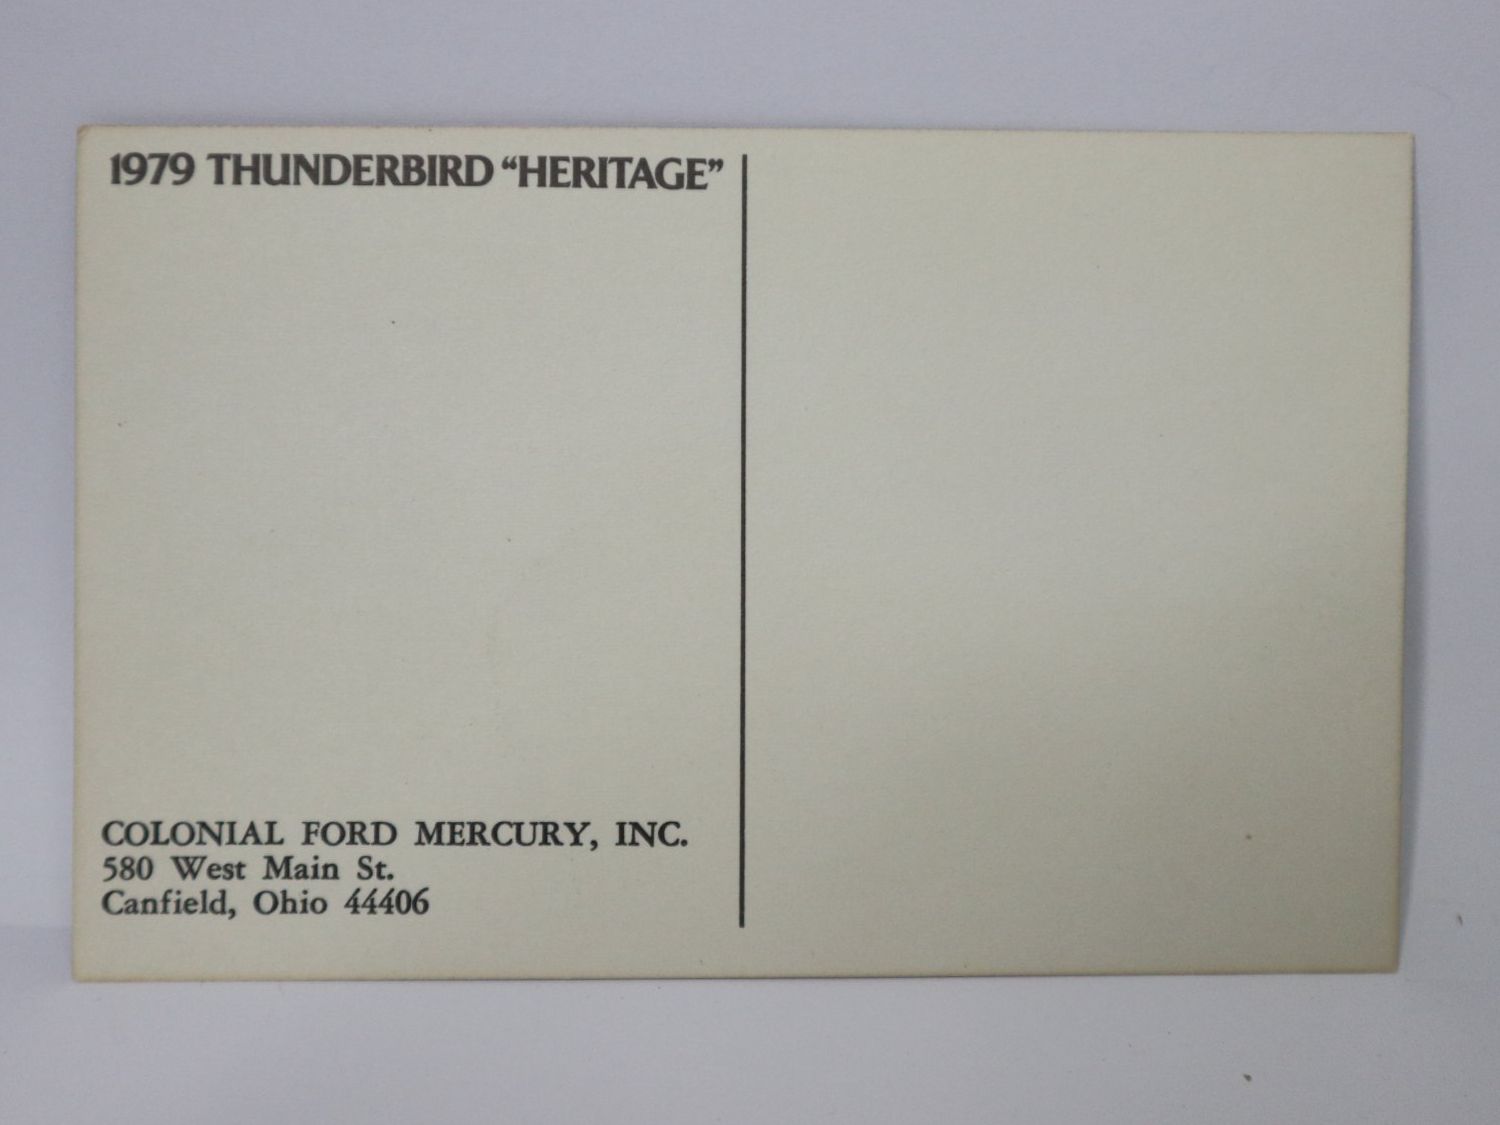 1979 THUNDERBIRD “HERITAGE”
COLONIAL FORD MERCURY, INC.
580 West Main St.
Canfield, Ohio 44406